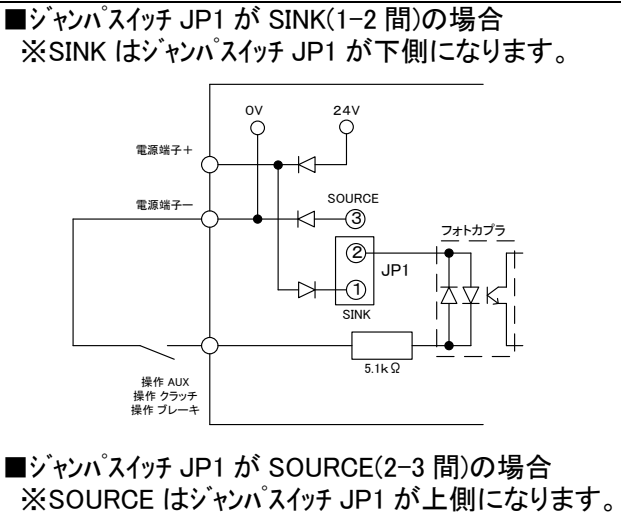 ■ジャンパスイッチ JP1 が SINK(1-2 間)の場合
※SINK はジャンパスイッチ JP1 が下側になります。
0V
24V
電源端子＋
電源端子－
SOURCE
③
②
JP1
①
SINK
フォトカプラ
5.1kΩ
操作 AUX
操作 クラッチ
操作 ブレーキ
■ジャンパスイッチ JP1 が SOURCE(2-3 間)の場合
※SOURCE はジャンパスイッチ JP1 が上側になります。